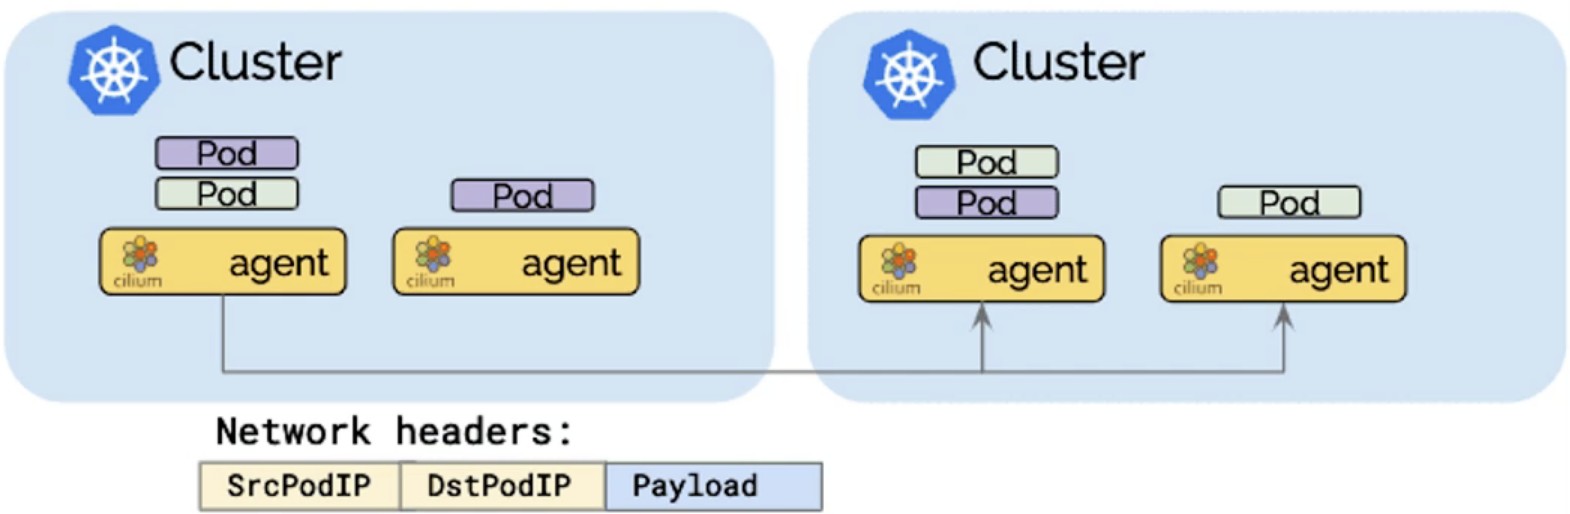 Cluster
Pod
Pod
Pod
cilium agent
cilium agent
Cluster
Pod
Pod
Pod
cilium agent
cilium agent
Network headers:
SrcPodIP DstPodIP Payload